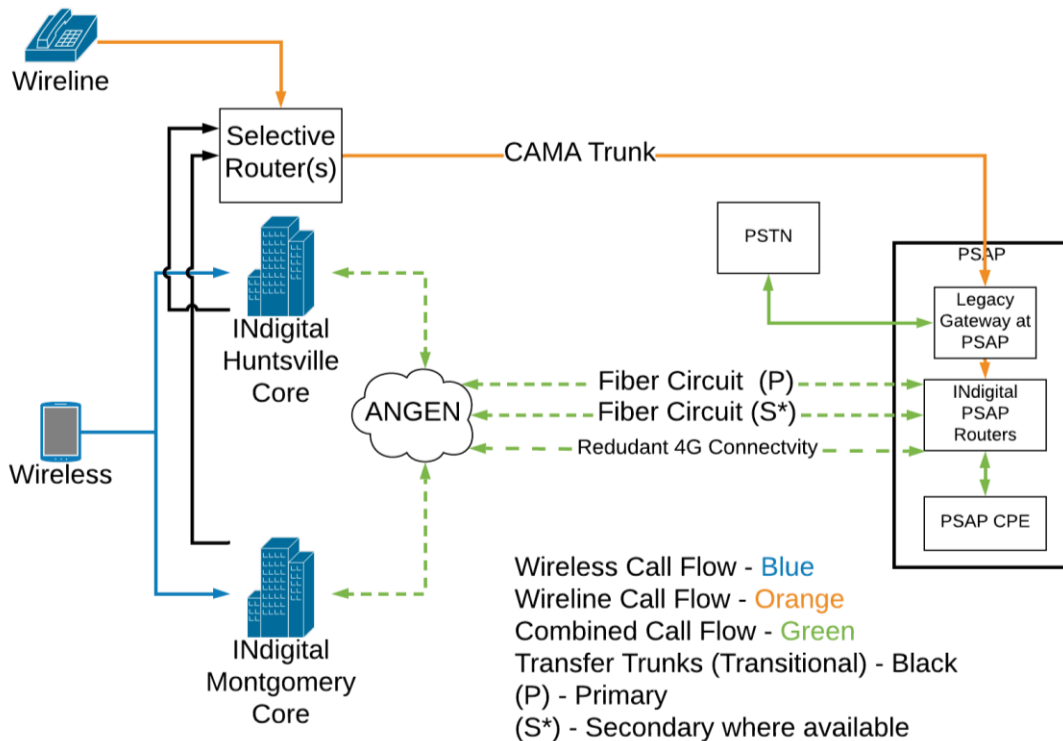 Wireline
Selective
Router(s)
CAMA Trunk
PSTN
PSAP
Legacy
Gateway at
PSAP
INdigital
Huntsville
Core
Fiber Circuit (P)
Fiber Circuit (S*)
Redudant 4G Connectvity
ANGEN
INdigital
PSAP
Routers
Wireless
PSAP CPE
INdigital
Montgomery
Core
Wireless Call Flow - Blue
Wireline Call Flow - Orange
Combined Call Flow - Green
Transfer Trunks (Transitional) - Black
(P) - Primary
(S*) - Secondary where available